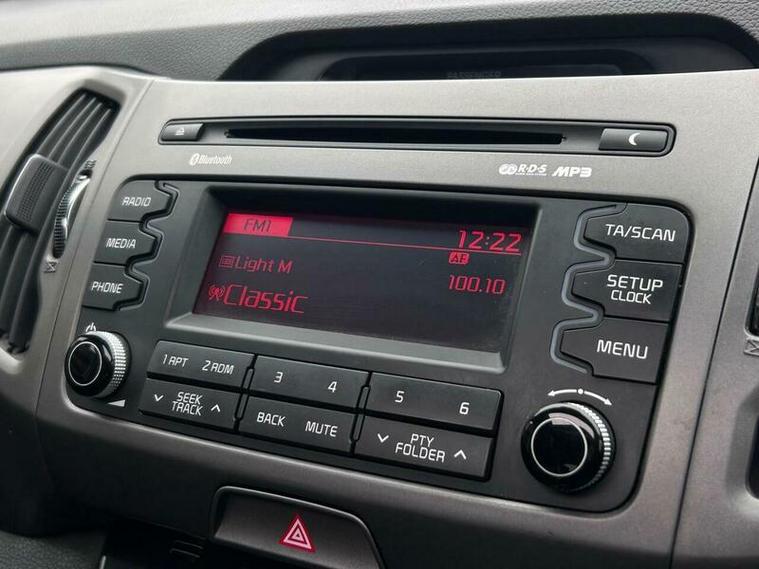 PASSENGER
Bluetooth
R·D·S MP3
RADIO
MEDIA
PHONE
FM1
12:22
AF
Light M
100.10
Classic
TA/SCAN
SETUP
CLOCK
MENU
1 RPT 2 RDM
3 4
5 6
SEEK
TRACK
BACK MUTE
PTY
FOLDER